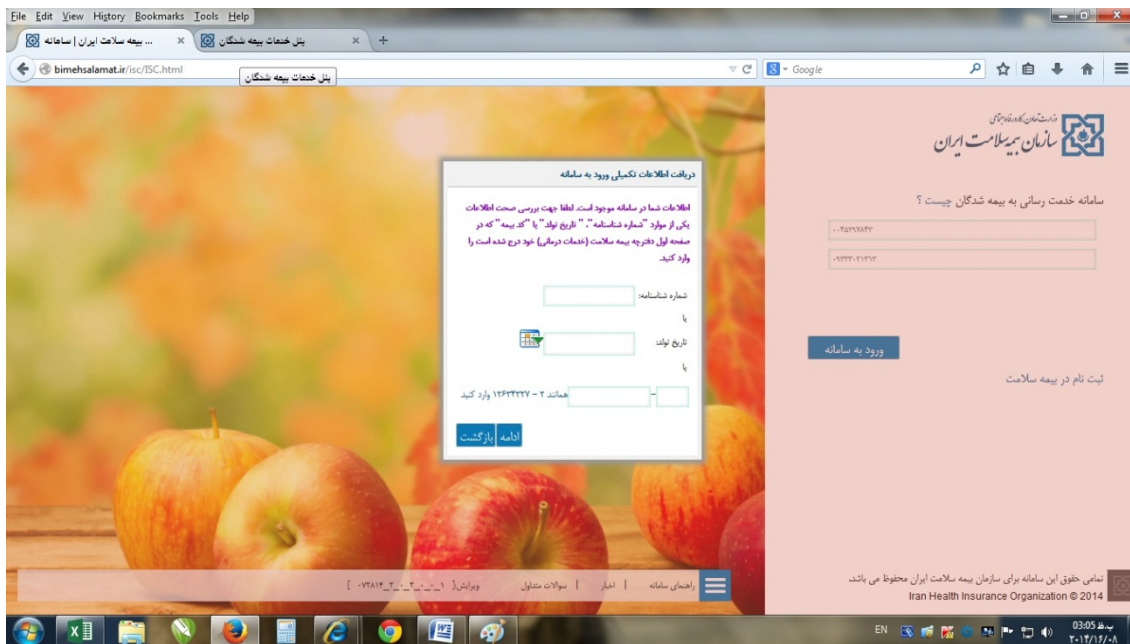 File Edit View History Bookmarks Tools Help
... بیمه سلامت ایران | سامانه
پنل خدمات بیمه شدگان
bimehsalamat.ir/isc/ISC.html
Google
پنل خدمات بیمه شدگان
وزارت تعاون، کار و رفاه اجتماعی
سازمان بیمه سلامت ایران
سامانه خدمت رسانی به بیمه شدگان چیست ؟
ورود به سامانه
ثبت نام در بیمه سلامت
دریافت اطلاعات تکمیلی ورود به سامانه
اطلاعات شما در سامانه موجود است. لطفا جهت بررسی صحت اطلاعات
یکی از موارد "شماره شناسنامه"، "تاریخ تولد" یا "کد بیمه" که در
صفحه اول دفترچه بیمه سلامت (خدمات درمانی) خود درج شده است را
وارد کنید.
شماره شناسنامه:
یا
تاریخ تولد:
یا
همانند ۲ – ۱۲۶۳۴۳۲۷ وارد کنید
–
ادامه
بازگشت
راهنمای سامانه | اخبار | سوالات متداول
ویرایش[
تمامی حقوق این سامانه برای سازمان بیمه سلامت ایران محفوظ می باشد.
Iran Health Insurance Organization © 2014
EN
03:05 ب.ظ